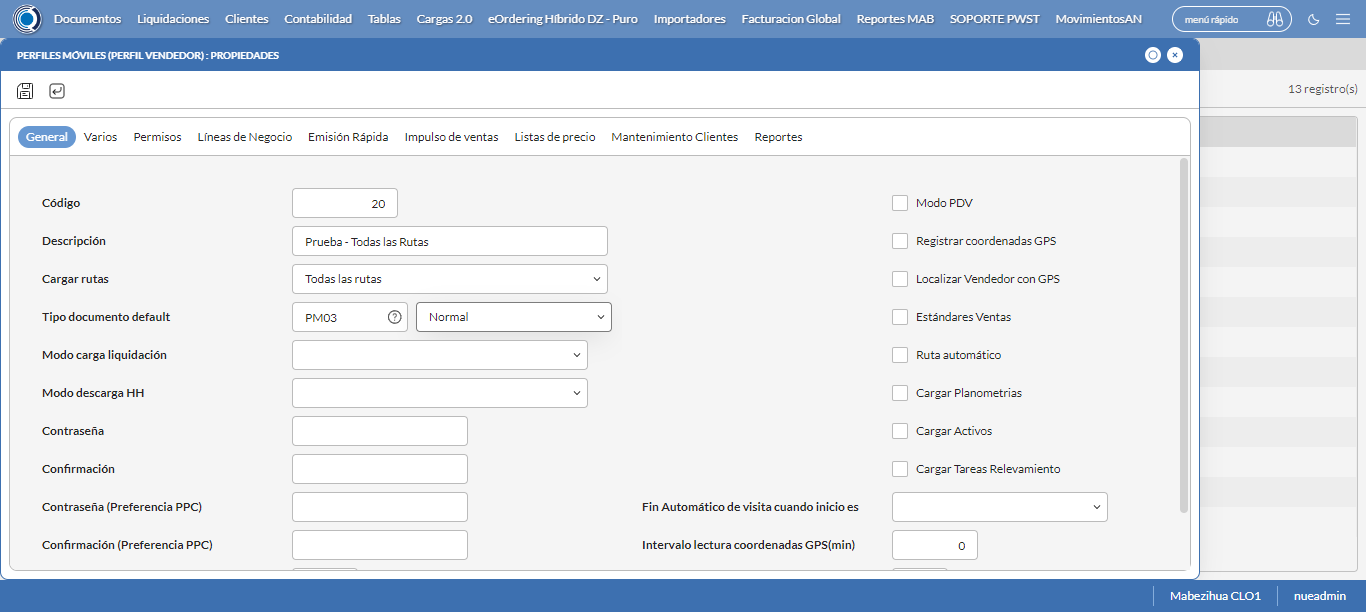 Documentos Liquidaciones Clientes Contabilidad Tablas Cargas 2.0 eOrdering Híbrido DZ - Puro Importadores Facturacion Global Reportes MAB SOPORTE PWST MovimientosAN menú rápido
PERFILES MÓVILES (PERFIL VENDEDOR) : PROPIEDADES
13 registro(s)
General Varios Permisos Líneas de Negocio Emisión Rápida Impulso de ventas Listas de precio Mantenimiento Clientes Reportes
Código 20 Modo PDV
Descripción Prueba - Todas las Rutas Registrar coordenadas GPS
Cargar rutas Todas las rutas Localizar Vendedor con GPS
Tipo documento default PM03 Normal Estándares Ventas
Modo carga liquidación Ruta automático
Modo descarga HH Cargar Planometrias
Contraseña Cargar Activos
Confirmación Cargar Tareas Relevamiento
Contraseña (Preferencia PPC) Fin Automático de visita cuando inicio es
Confirmación (Preferencia PPC) Intervalo lectura coordenadas GPS(min) 0
Mabezihua CLO1 nueadmin